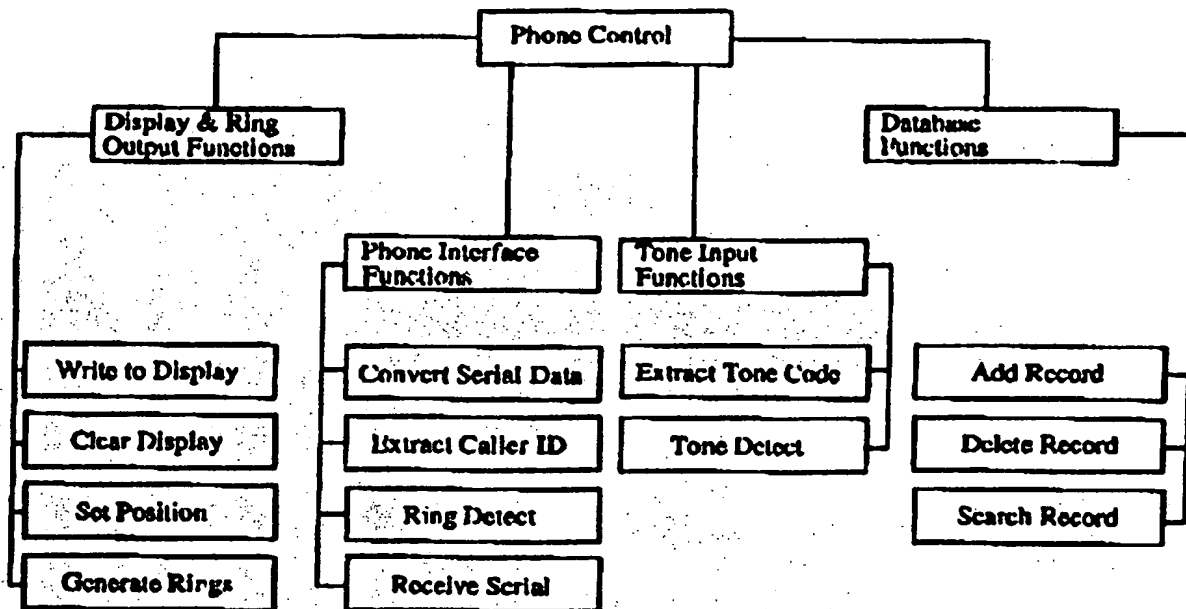 Phone Control
Display & Ring
Output Functions
Database
Functions
Phone Interface
Functions
Tone Input
Functions
Write to Display
Convert Serial Data
Extract Tone Code
Add Record
Clear Display
Extract Caller ID
Tone Detect
Delete Record
Set Position
Ring Detect
Search Record
Generate Rings
Receive Serial